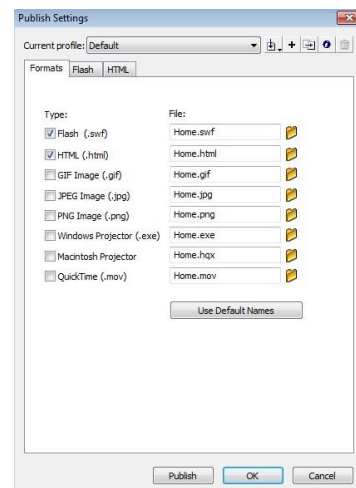 Publish Settings
Current profile: Default
Formats Flash HTML
Type: File:
Flash (.swf) Home.swf
HTML (.html) Home.html
GIF Image (.gif) Home.gif
JPEG Image (.jpg) Home.jpg
PNG Image (.png) Home.png
Windows Projector (.exe) Home.exe
Macintosh Projector Home.hqx
QuickTime (.mov) Home.mov
Use Default Names
Publish OK Cancel